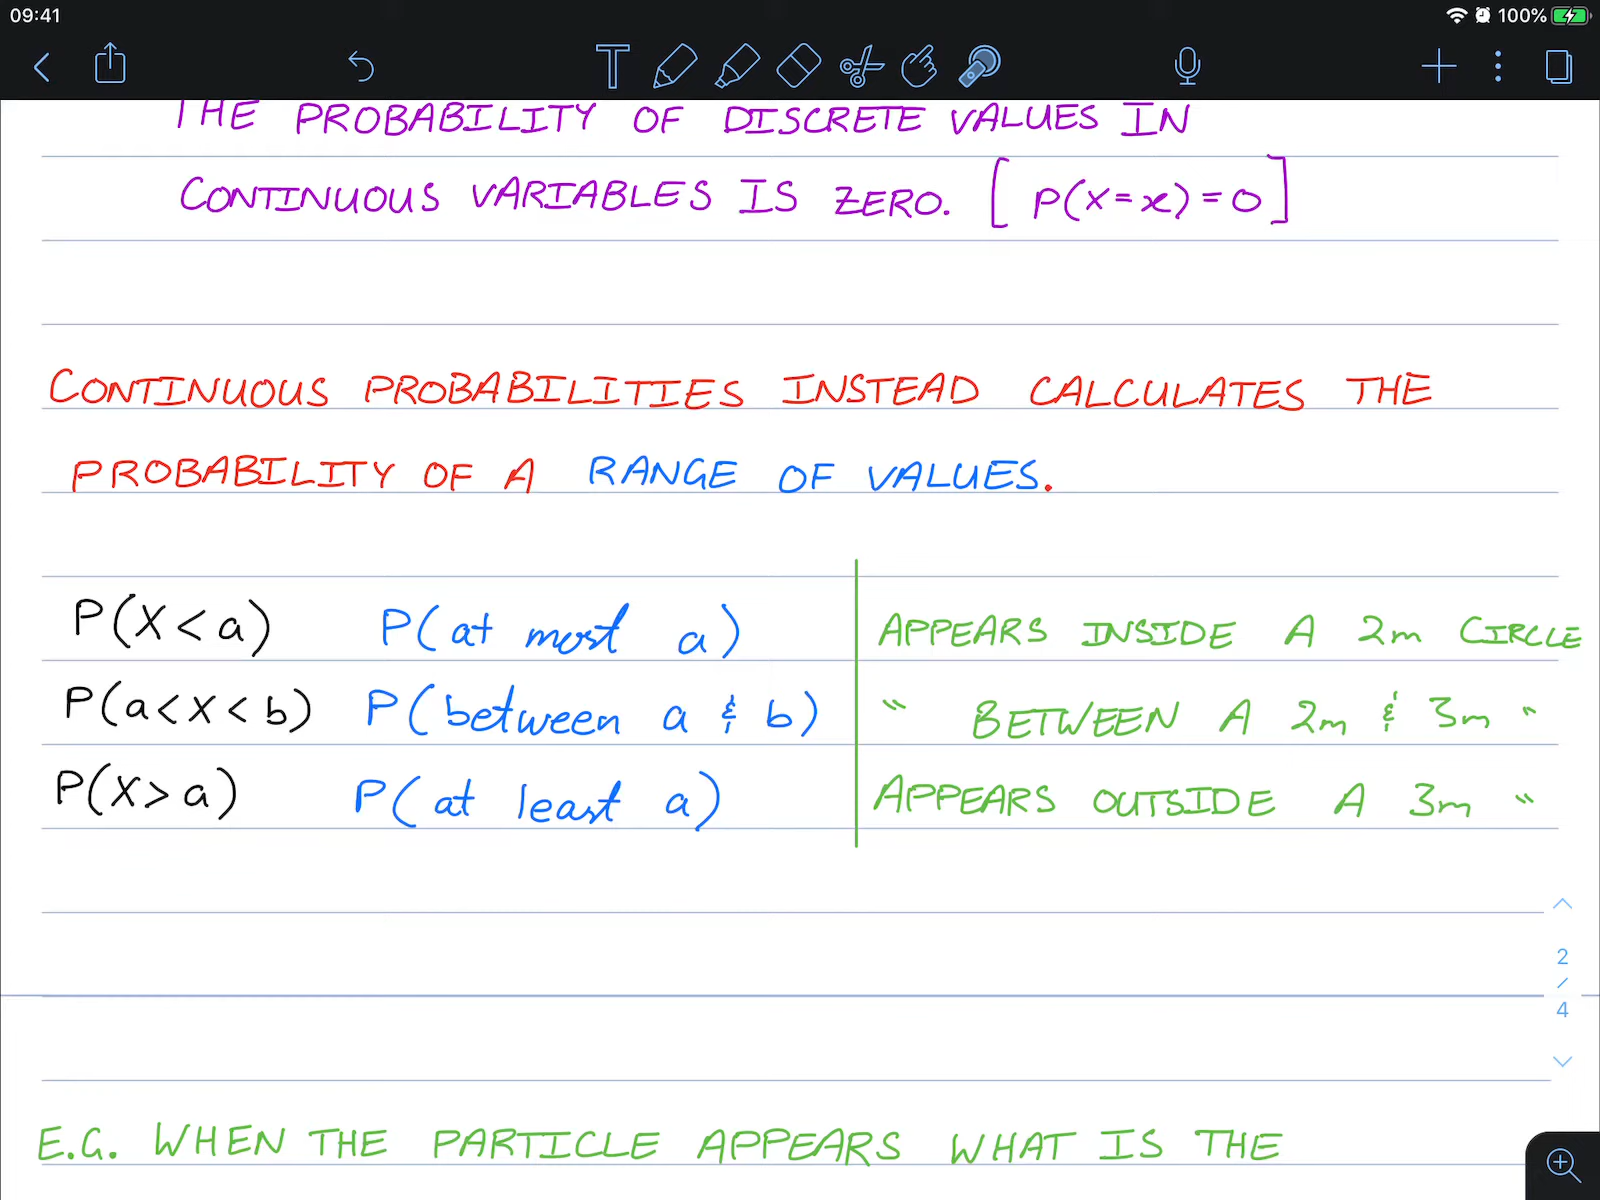 09:41 100%
THE PROBABILITY OF DISCRETE VALUES IN
CONTINUOUS VARIABLES IS ZERO. [ P(X=x)=0 ]
CONTINUOUS PROBABILITIES INSTEAD CALCULATES THE
PROBABILITY OF A RANGE OF VALUES.
P(X<a) P(at most a) APPEARS INSIDE A 2m CIRCLE
P(a<X<b) P(between a & b) " BETWEEN A 2m & 3m "
P(X>a) P(at least a) APPEARS OUTSIDE A 3m "
2
/
4
E.G. WHEN THE PARTICLE APPEARS WHAT IS THE